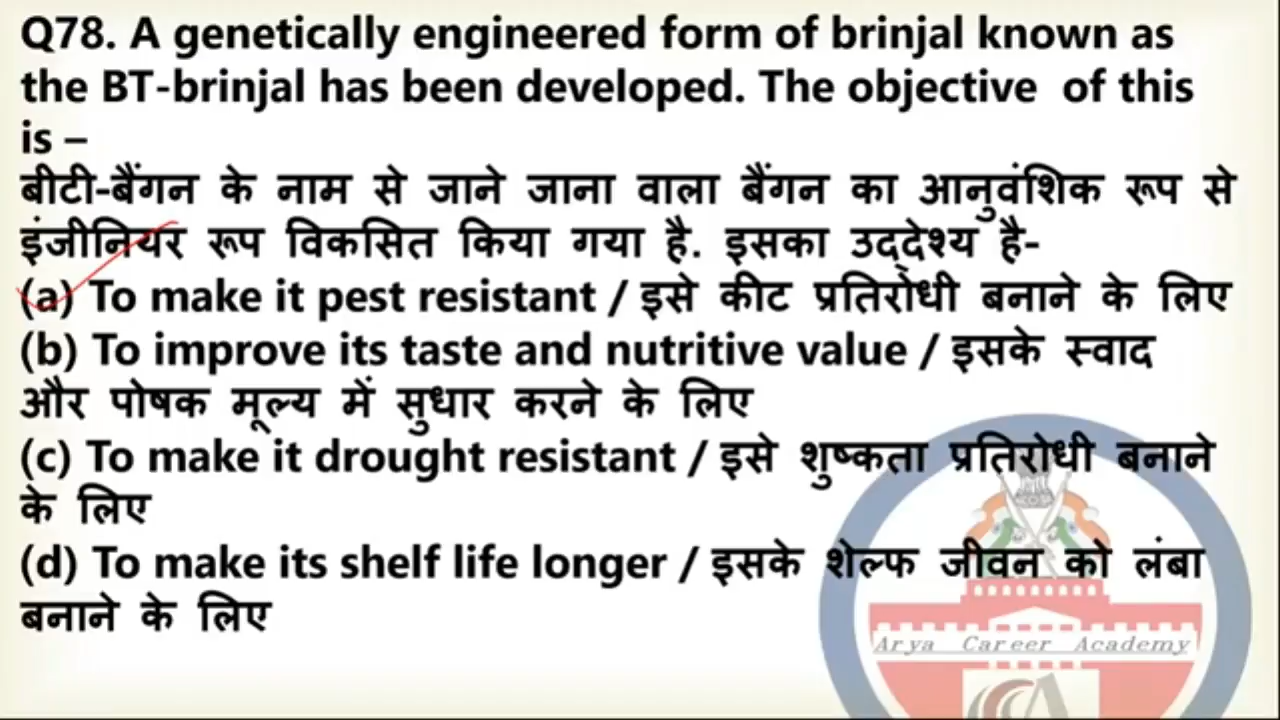 Q78. A genetically engineered form of brinjal known as
the BT-brinjal has been developed. The objective of this
is –
बीटी-बैंगन के नाम से जाने जाना वाला बैंगन का आनुवंशिक रूप से
इंजीनियर रूप विकसित किया गया है. इसका उद्देश्य है-
(a) To make it pest resistant / इसे कीट प्रतिरोधी बनाने के लिए
(b) To improve its taste and nutritive value / इसके स्वाद
और पोषक मूल्य में सुधार करने के लिए
(c) To make it drought resistant / इसे शुष्कता प्रतिरोधी बनाने
के लिए
(d) To make its shelf life longer / इसके शेल्फ जीवन को लंबा
बनाने के लिए
Arya Career Academy